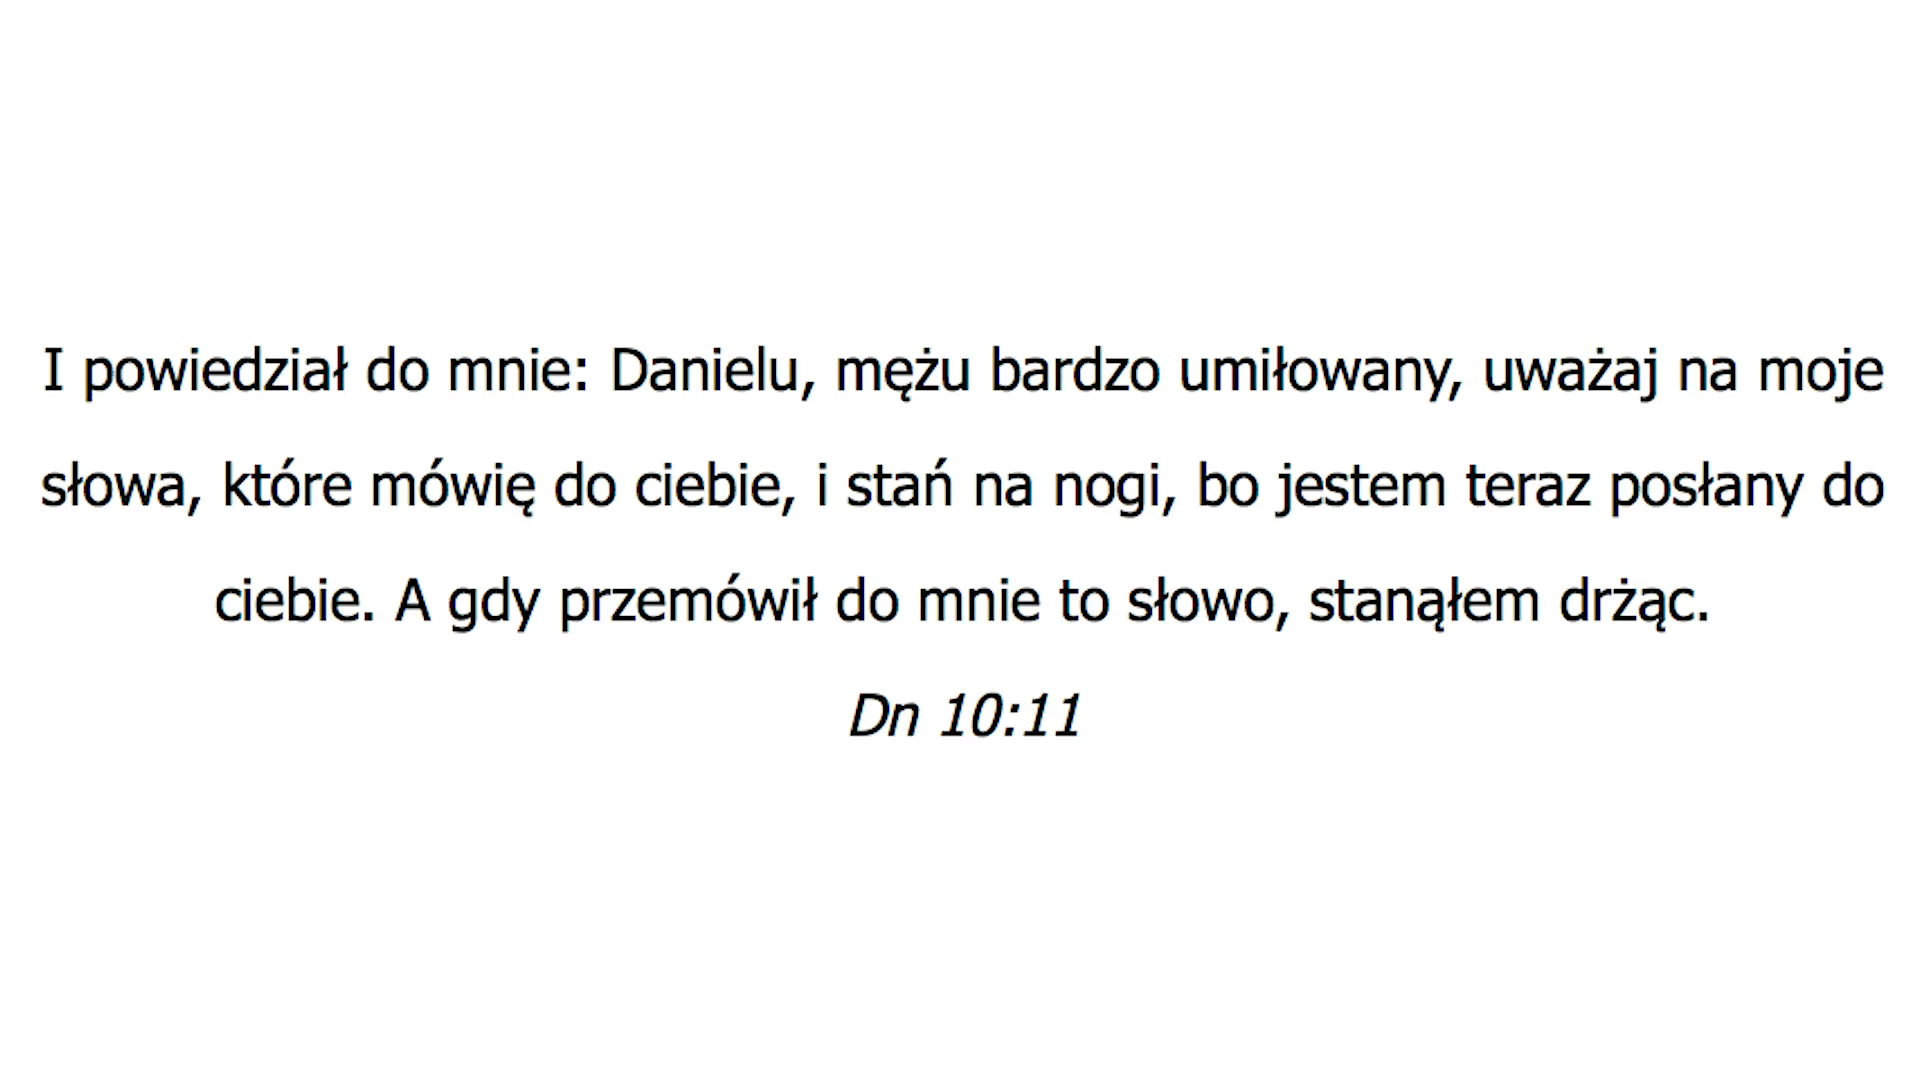 I powiedział do mnie: Danielu, mężu bardzo umiłowany, uważaj na moje
słowa, które mówię do ciebie, i stań na nogi, bo jestem teraz posłany do
ciebie. A gdy przemówił do mnie to słowo, stanąłem drżąc.
Dn 10:11